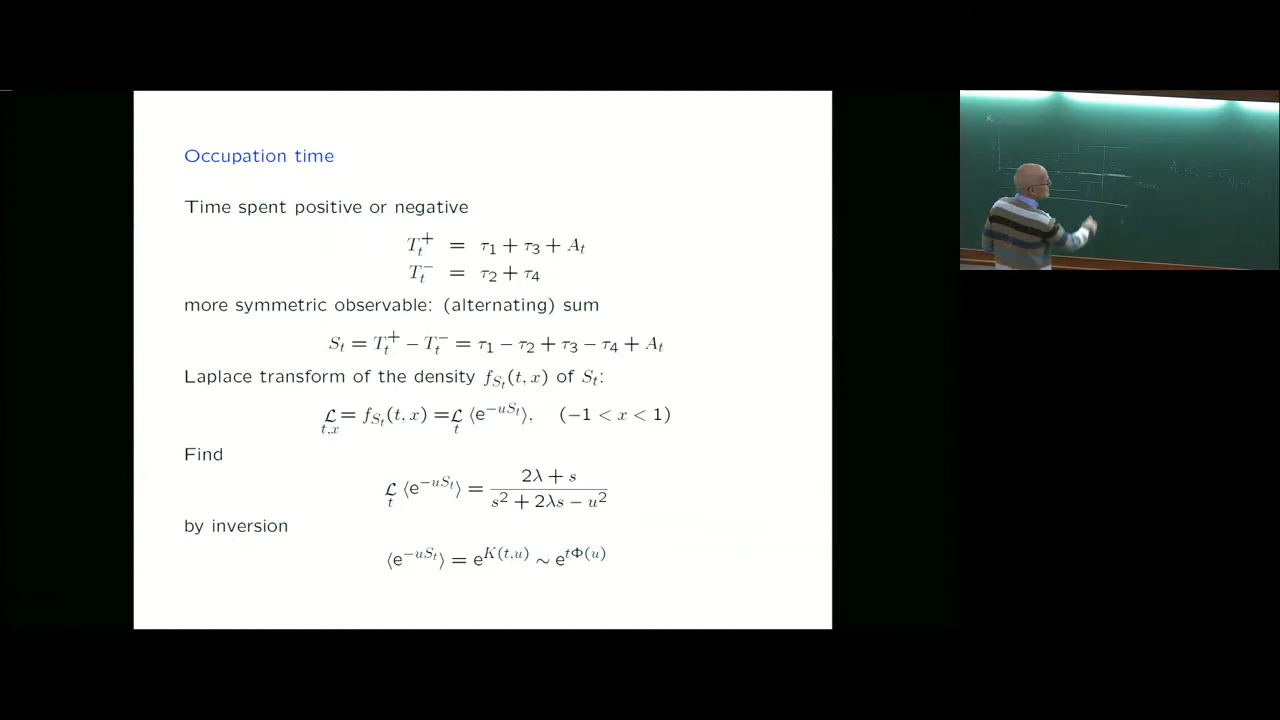 Occupation time
Time spent positive or negative
T_t^+ = τ_1 + τ_3 + A_t
T_t^- = τ_2 + τ_4
more symmetric observable: (alternating) sum
S_t = T_t^+ − T_t^- = τ_1 − τ_2 + τ_3 − τ_4 + A_t
Laplace transform of the density f_{S_t}(t, x) of S_t:
ℒ_{t,x} = f_{S_t}(t, x) = ℒ_t ⟨e^{−uS_t}⟩, (−1 < x < 1)
Find
ℒ_t ⟨e^{−uS_t}⟩ = \frac{2λ + s}{s^2 + 2λs − u^2}
by inversion
⟨e^{−uS_t}⟩ = e^{K(t,u)} ∼ e^{tΦ(u)}